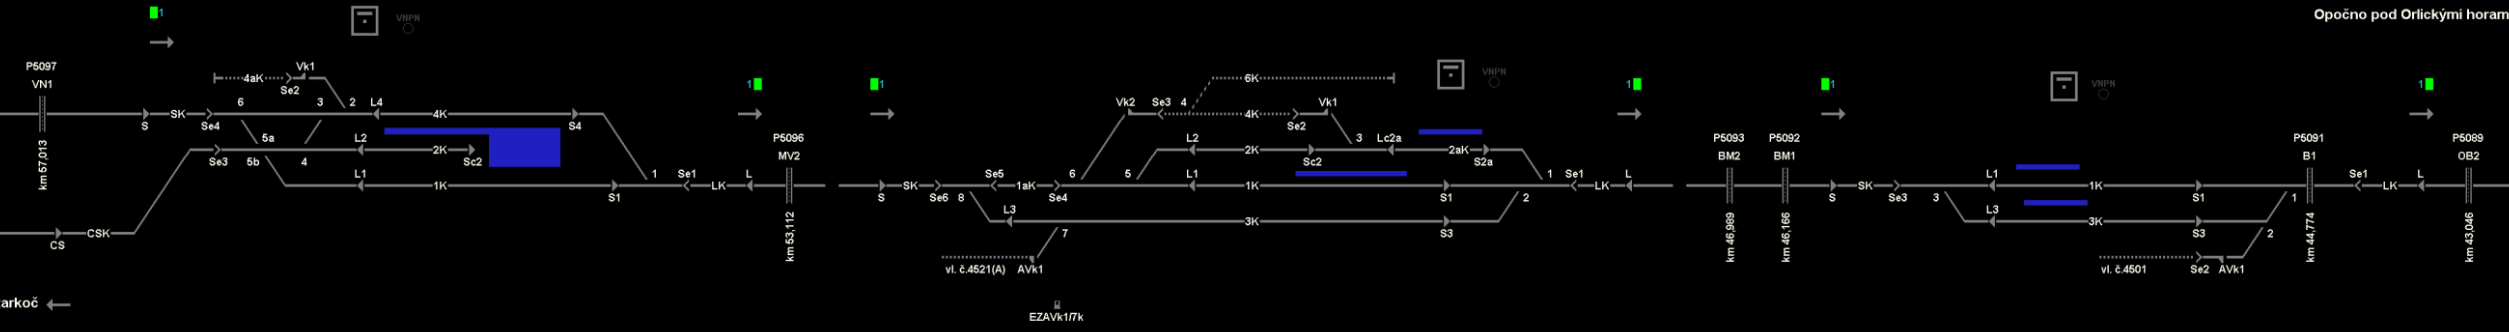 1
VNPN
Opočno pod Orlickými horam
P5097
VN1
km 57,013
4aK
Vk1
Se2
6
3
2
L4
S
SK
Se4
4K
S4
5a
L2
Se3
5b
4
2K
Sc2
L1
1K
S1
1
Se1
LK
L
CS
CSK
arkoč
1
P5096
MV2
km 53,112
1
VNPN
1
6K
Vk2
Se3
4
4K
Vk1
Se2
3
L2
2K
Sc2
Lc2a
2aK
S2a
S
SK
Se6
Se5
1aK
Se4
6
5
L1
1K
S1
1
2
Se1
LK
L
8
L3
3K
S3
7
vl. č.4521(A)
AVk1
EZAVk1/7k
1
VNPN
1
P5093
BM2
km 46,989
P5092
BM1
km 46,166
S
SK
Se3
3
L1
1K
S1
L3
3K
S3
1
2
vl. č.4501
Se2
AVk1
P5091
B1
km 44,774
Se1
LK
L
P5089
OB2
km 43,046